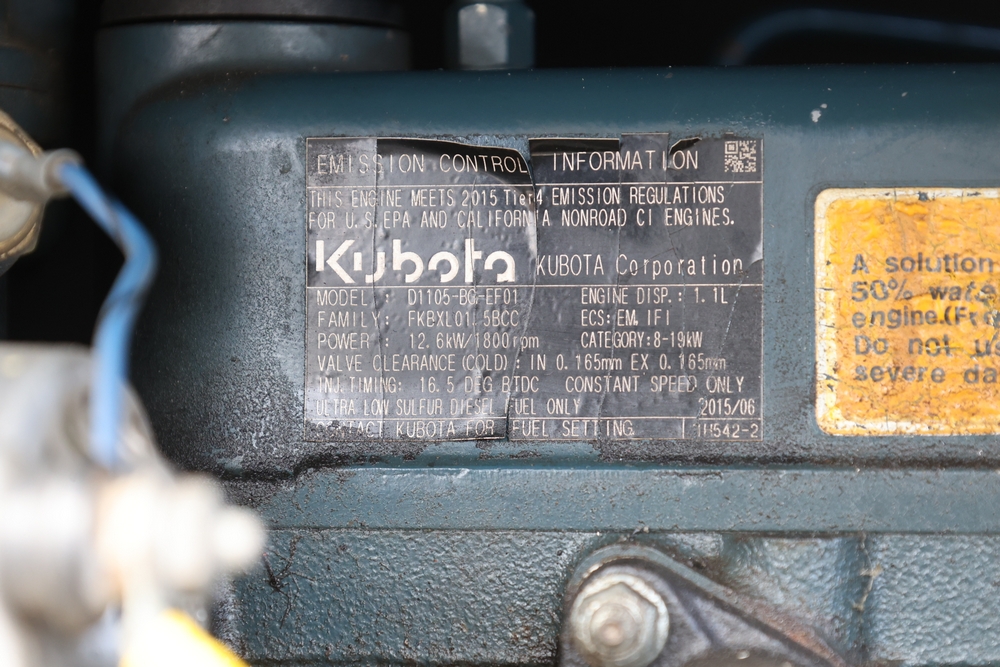 EMISSION CONTROL INFORMATION
THIS ENGINE MEETS 2015 Tier4 EMISSION REGULATIONS
FOR U.S. EPA AND CALIFORNIA NONROAD CI ENGINES.
Kubota KUBOTA Corporation
MODEL : D1105-BG-EF01 ENGINE DISP.: 1.1L
FAMILY: FKBXL01.5BCC ECS: EM, IFI
POWER : 12.6kW/1800rpm CATEGORY:8-19kW
VALVE CLEARANCE(COLD) : IN 0.165mm EX 0.165mm
INJ.TIMING: 16.5 DEG BTDC CONSTANT SPEED ONLY
ULTRA LOW SULFUR DIESEL FUEL ONLY 2015/06
CONTACT KUBOTA FOR FUEL SETTING 1H542-2
A solution
50% wate
engine.
Do not us
severe da